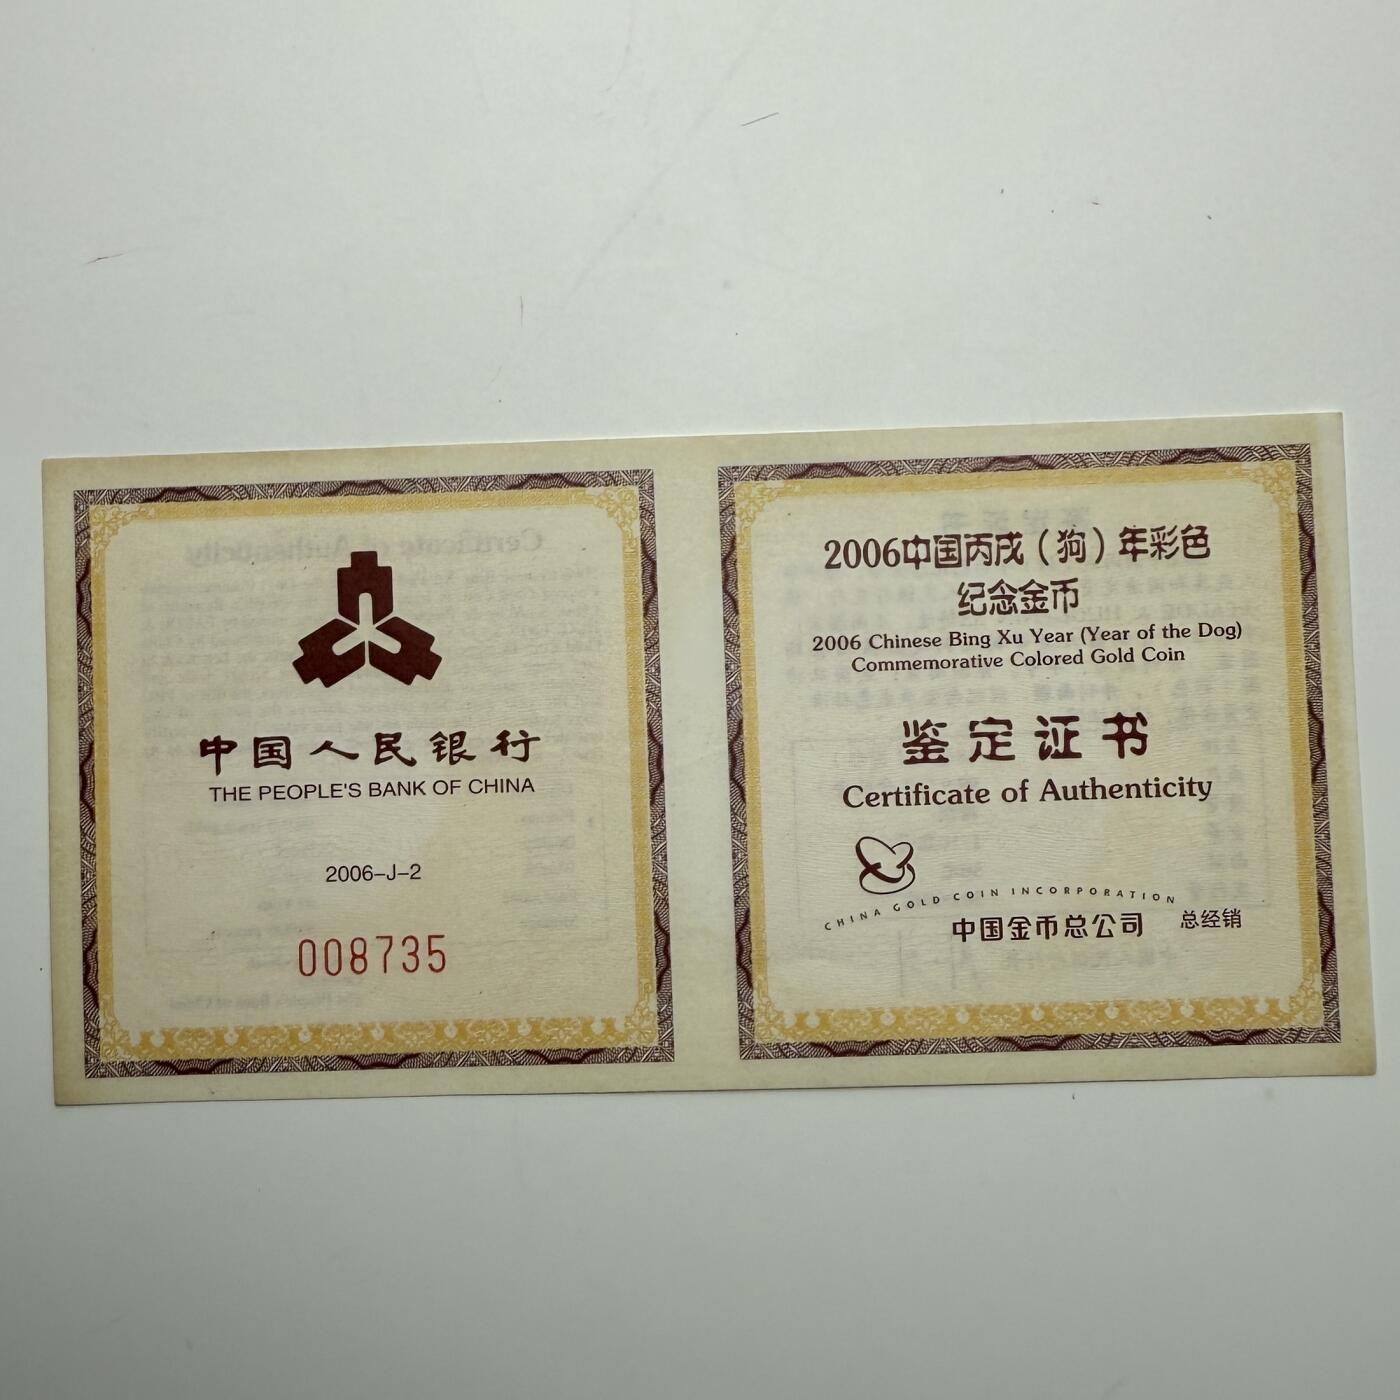 中国人民银行
THE PEOPLE'S BANK OF CHINA
2006-J-2
008735
2006中国丙戌（狗）年彩色
纪念金币
2006 Chinese Bing Xu Year (Year of the Dog)
Commemorative Colored Gold Coin
鉴定证书
Certificate of Authenticity
CHINA GOLD COIN INCORPORATION
中国金币总公司 总经销